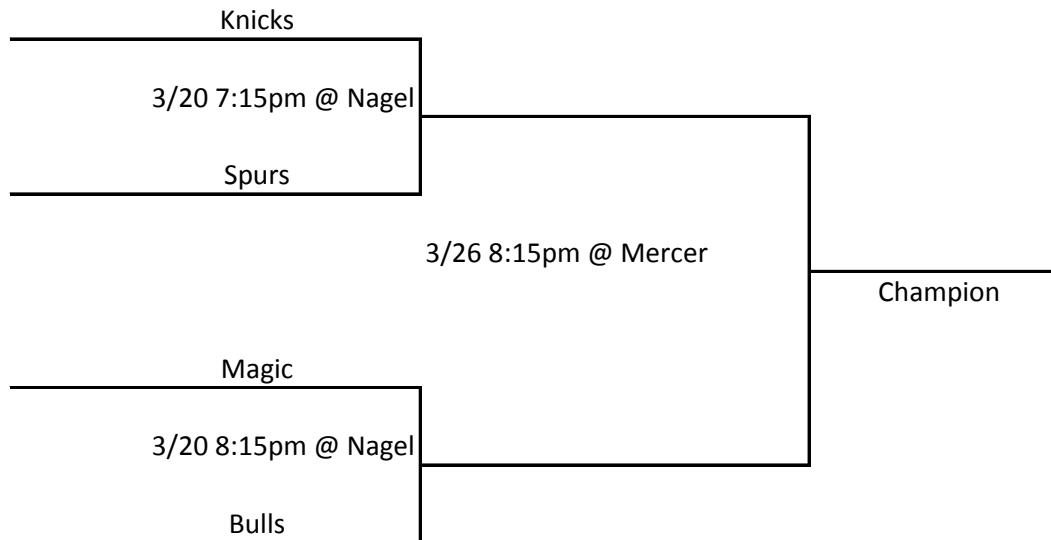 Knicks
3/20 7:15pm @ Nagel
Spurs
3/26 8:15pm @ Mercer
Champion
Magic
3/20 8:15pm @ Nagel
Bulls